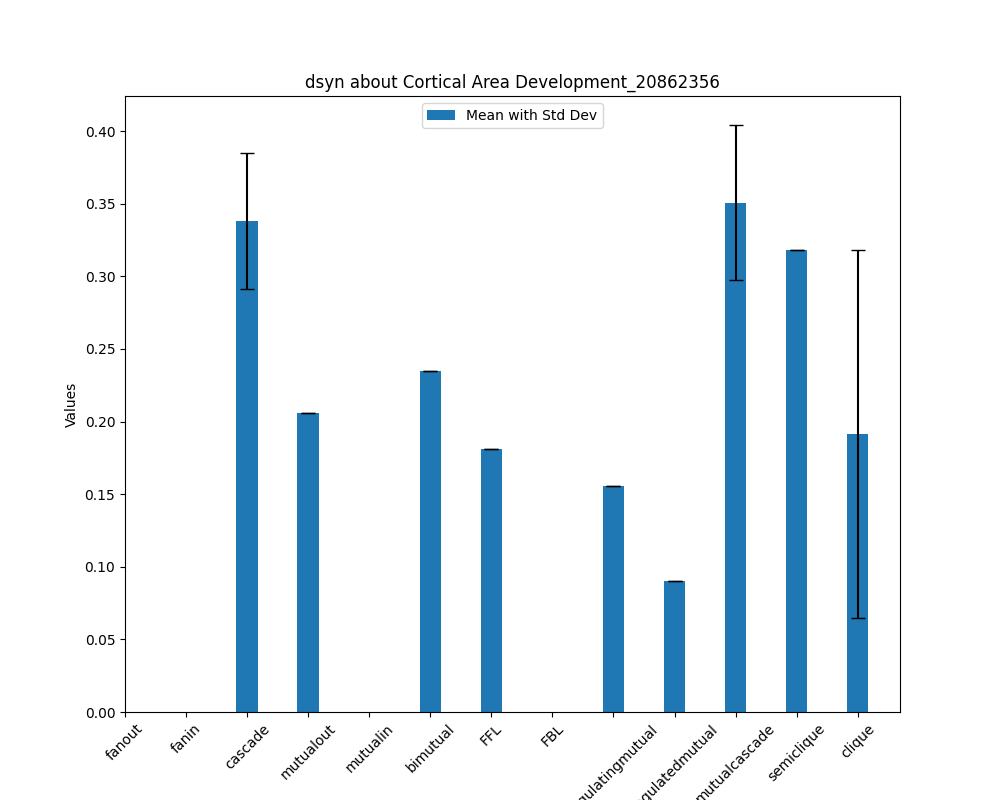 dsyn about Cortical Area Development_20862356
Mean with Std Dev
0.40
0.35
0.30
0.25
0.20
0.15
0.10
0.05
0.00
Values
fanout
fanin
cascade
mutualout
mutualin
bimutual
FFL
FBL
gulatingmutual
gulatedmutual
mutualcascade
semiclique
clique